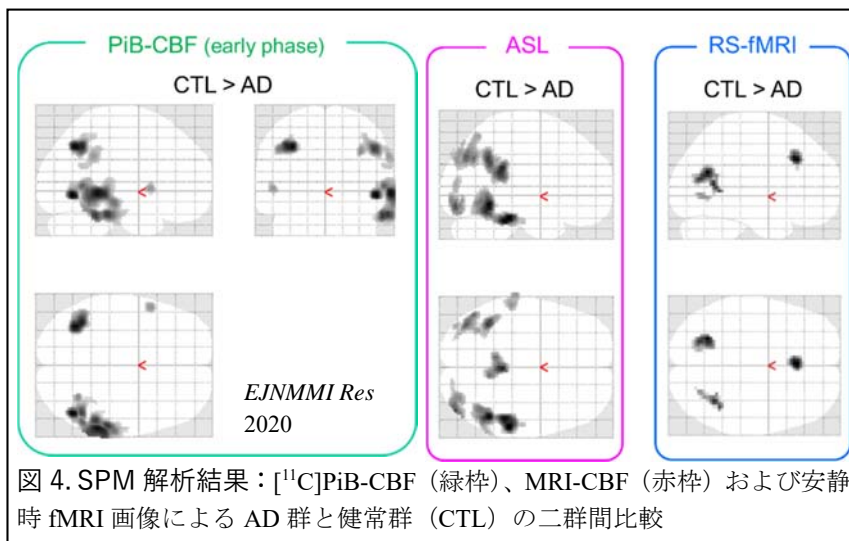 PiB-CBF (early phase)
CTL > AD
ASL
CTL > AD
RS-fMRI
CTL > AD
<
<
<
<
<
<
<
EJNMMI Res
2020
図 4. SPM 解析結果：[¹¹C]PiB-CBF（緑枠）、MRI-CBF（赤枠）および安静
時 fMRI 画像による AD 群と健常群（CTL）の二群間比較